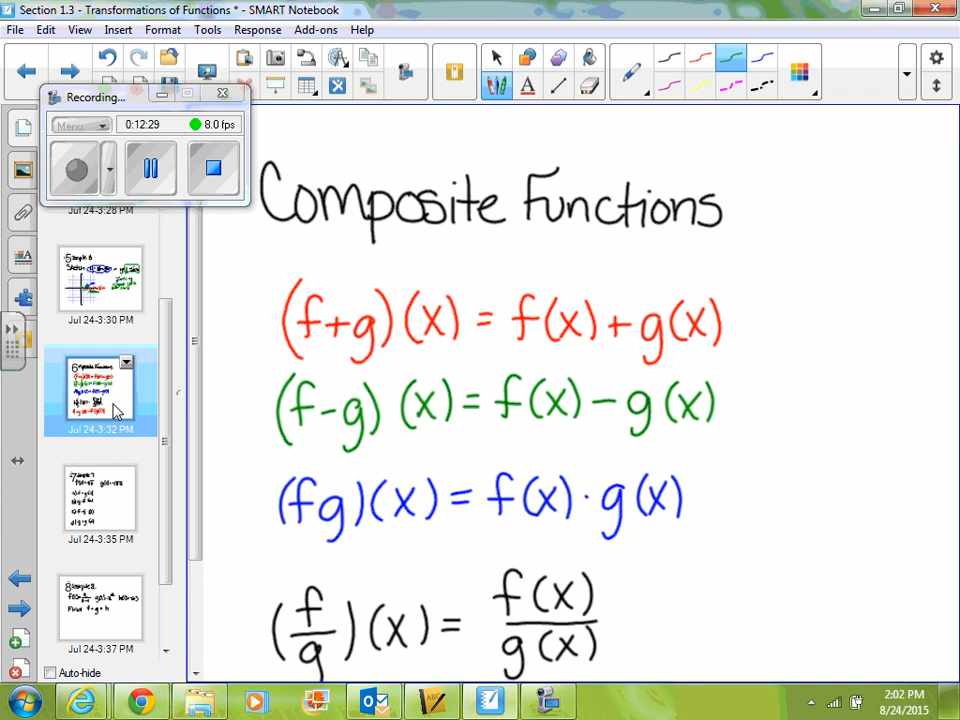 Section 1.3 - Transformations of Functions * - SMART Notebook
File Edit View Insert Format Tools Response Add-ons Help
Recording...
Menu 0:12:29 8.0 fps
Jul 24-3:28 PM
Jul 24-3:30 PM
Jul 24-3:32 PM
Jul 24-3:35 PM
Jul 24-3:37 PM
Auto-hide
Composite Functions
(f+g)(x) = f(x) + g(x)
(f-g)(x) = f(x) - g(x)
(fg)(x) = f(x) · g(x)
(f/g)(x) = f(x)/g(x)
2:02 PM
8/24/2015